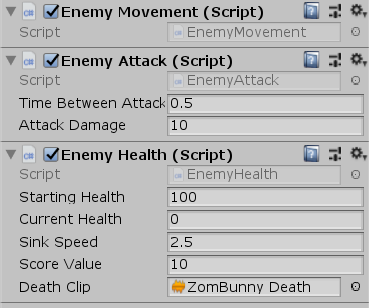 Enemy Movement (Script)
Script EnemyMovement
Enemy Attack (Script)
Script EnemyAttack
Time Between Attack 0.5
Attack Damage 10
Enemy Health (Script)
Script EnemyHealth
Starting Health 100
Current Health 0
Sink Speed 2.5
Score Value 10
Death Clip ZomBunny Death